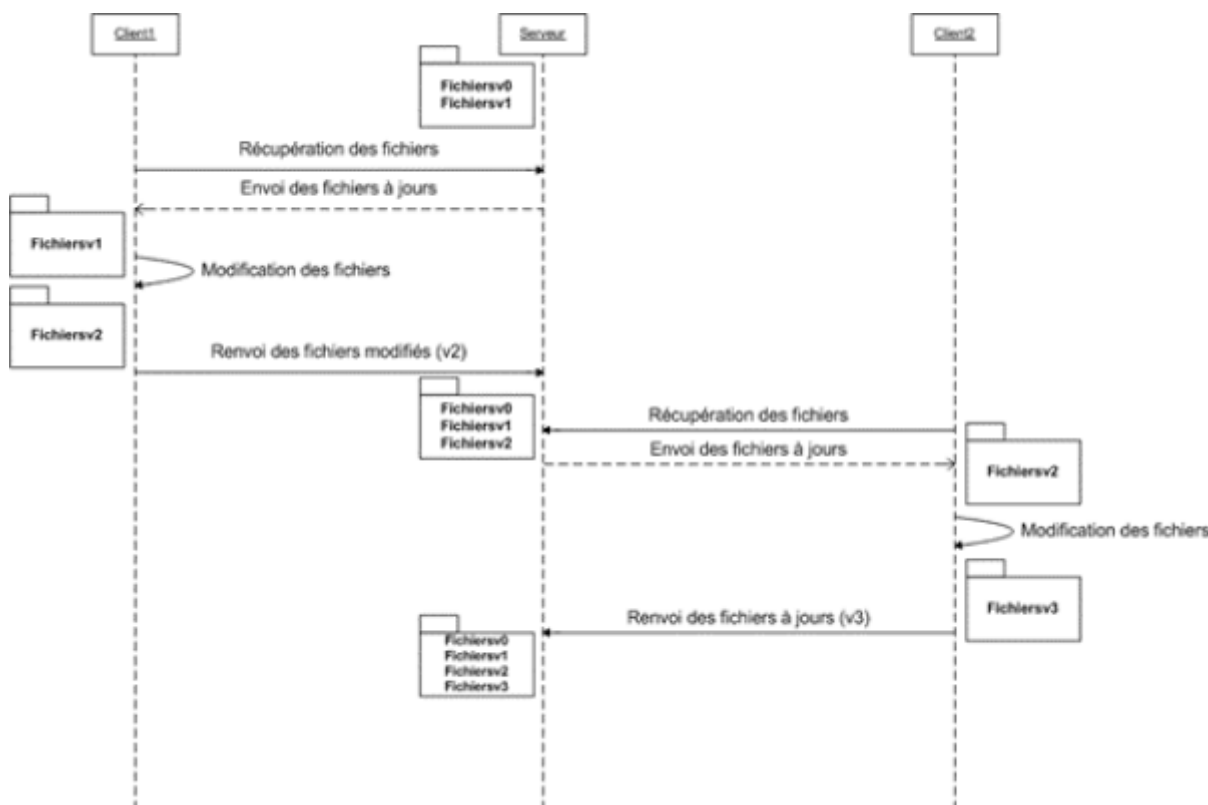 Client1
Serveur
Client2
Fichiersv0
Fichiersv1
Récupération des fichiers
Envoi des fichiers à jours
Fichiersv1
Modification des fichiers
Fichiersv2
Renvoi des fichiers modifiés (v2)
Fichiersv0
Fichiersv1
Fichiersv2
Récupération des fichiers
Envoi des fichiers à jours
Fichiersv2
Modification des fichiers
Fichiersv3
Renvoi des fichiers à jours (v3)
Fichiersv0
Fichiersv1
Fichiersv2
Fichiersv3